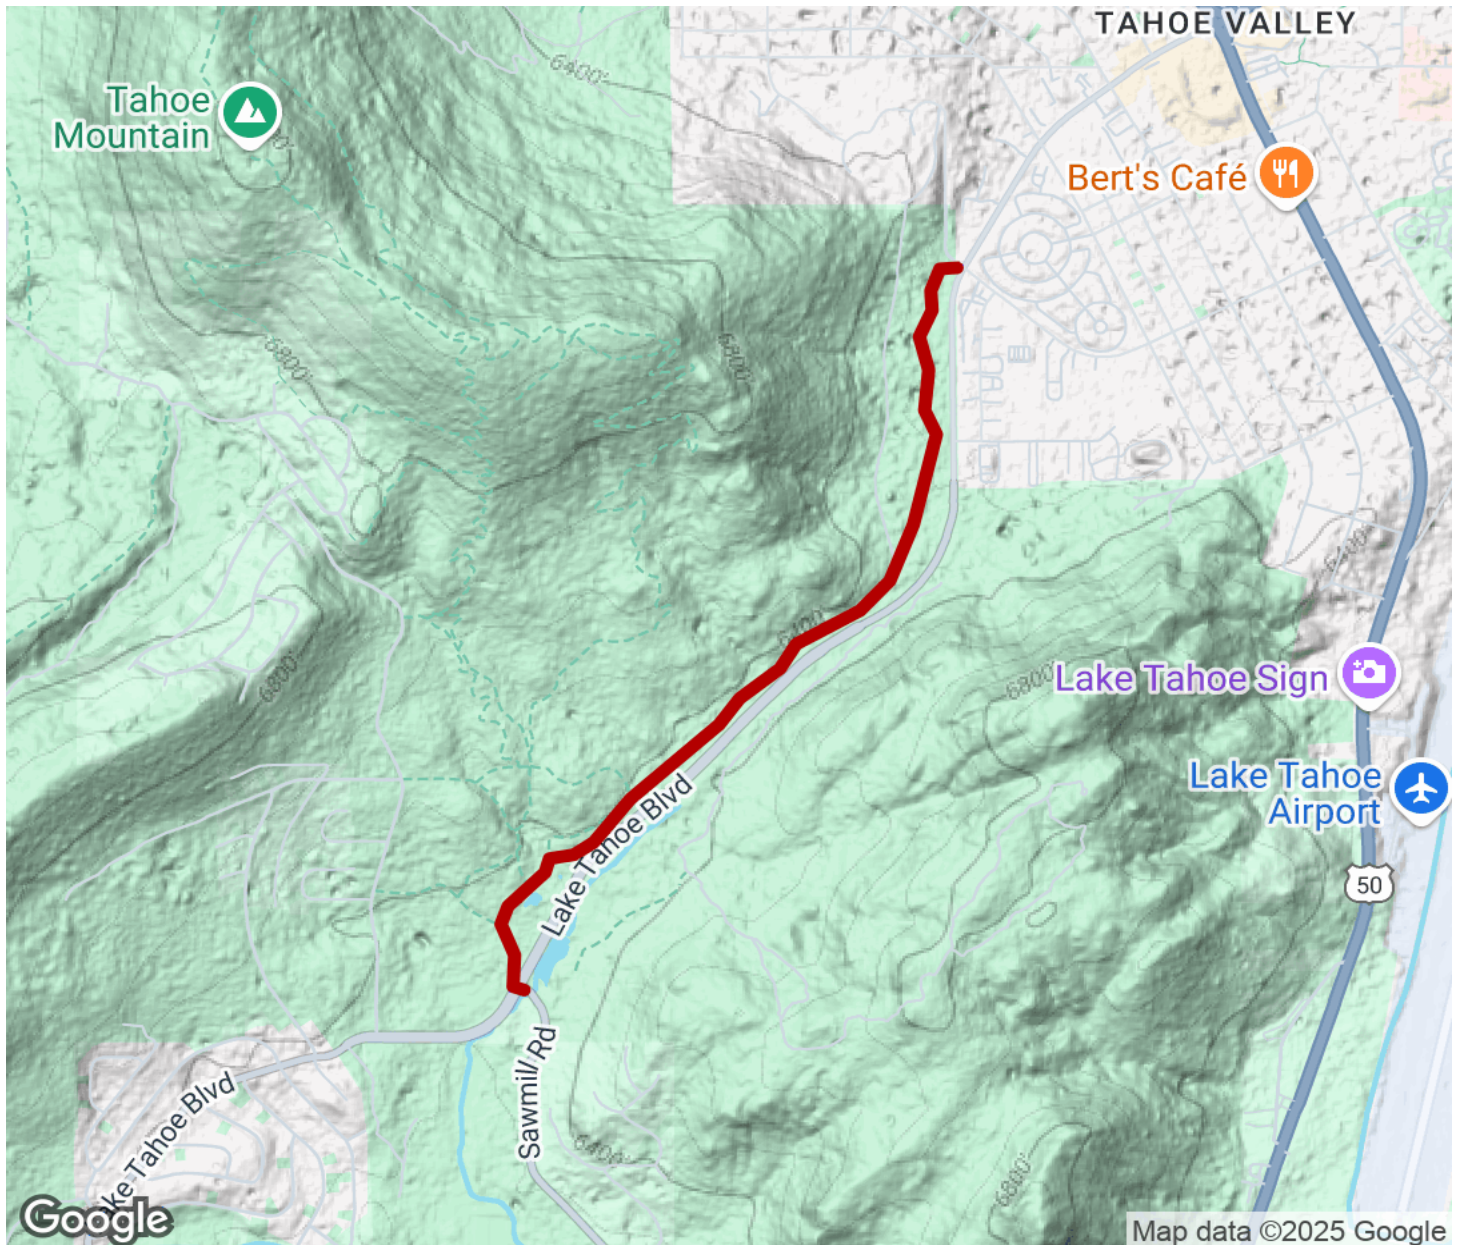 TAHOE VALLEY
6400'
Tahoe
Mountain
Bert's Café
6800'
6800'
6400'
6400
6800'
6800'
Lake Tahoe Sign
Lake Tahoe
Airport
Lake Tahoe Blvd
50
Sawmill Rd
Lake Tahoe Blvd
6400'
6800'
Google
Map data ©2025 Google